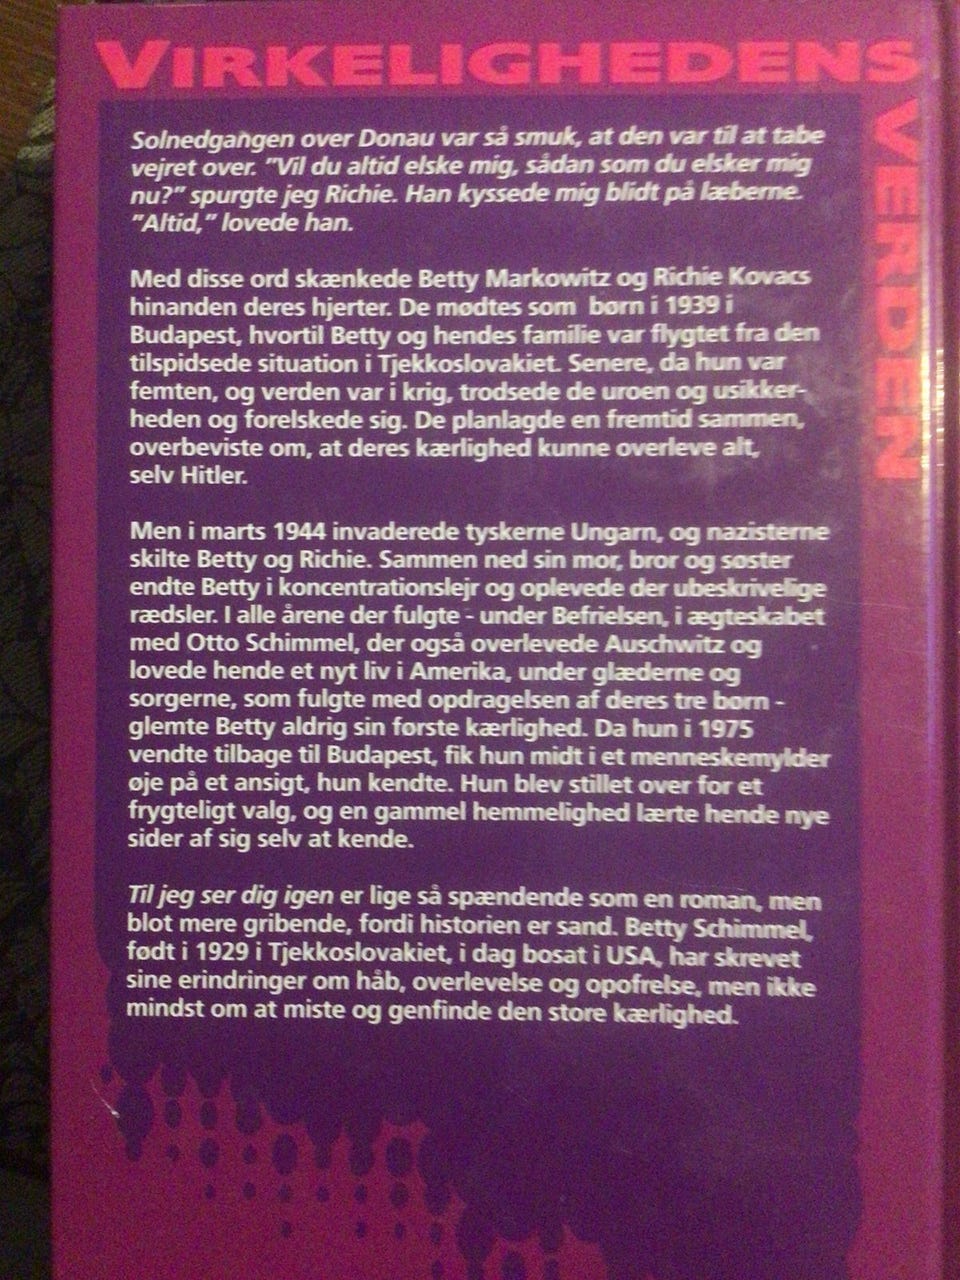 VIRKELIGHEDENS
VERDEN
Solnedgangen over Donau var så smuk, at den var til at tabe
vejret over. ”Vil du altid elske mig, sådan som du elsker mig
nu?” spurgte jeg Richie. Han kyssede mig blidt på læberne.
”Altid,” lovede han.
Med disse ord skænkede Betty Markowitz og Richie Kovacs
hinanden deres hjerter. De mødtes som børn i 1939 i
Budapest, hvortil Betty og hendes familie var flygtet fra den
tilspidsede situation i Tjekkoslovakiet. Senere, da hun var
femten, og verden var i krig, trodsede de uroen og usikker-
heden og forelskede sig. De planlagde en fremtid sammen,
overbeviste om, at deres kærlighed kunne overleve alt,
selv Hitler.
Men i marts 1944 invaderede tyskerne Ungarn, og nazisterne
skilte Betty og Richie. Sammen ned sin mor, bror og søster
endte Betty i koncentrationslejr og oplevede der ubeskrivelige
rædsler. I alle årene der fulgte - under Befrielsen, i ægteskabet
med Otto Schimmel, der også overlevede Auschwitz og
lovede hende et nyt liv i Amerika, under glæderne og
sorgerne, som fulgte med opdragelsen af deres tre børn -
glemte Betty aldrig sin første kærlighed. Da hun i 1975
vendte tilbage til Budapest, fik hun midt i et menneskemylder
øje på et ansigt, hun kendte. Hun blev stillet over for et
frygteligt valg, og en gammel hemmelighed lærte hende nye
sider af sig selv at kende.
Til jeg ser dig igen er lige så spændende som en roman, men
blot mere gribende, fordi historien er sand. Betty Schimmel,
født i 1929 i Tjekkoslovakiet, i dag bosat i USA, har skrevet
sine erindringer om håb, overlevelse og opofrelse, men ikke
mindst om at miste og genfinde den store kærlighed.